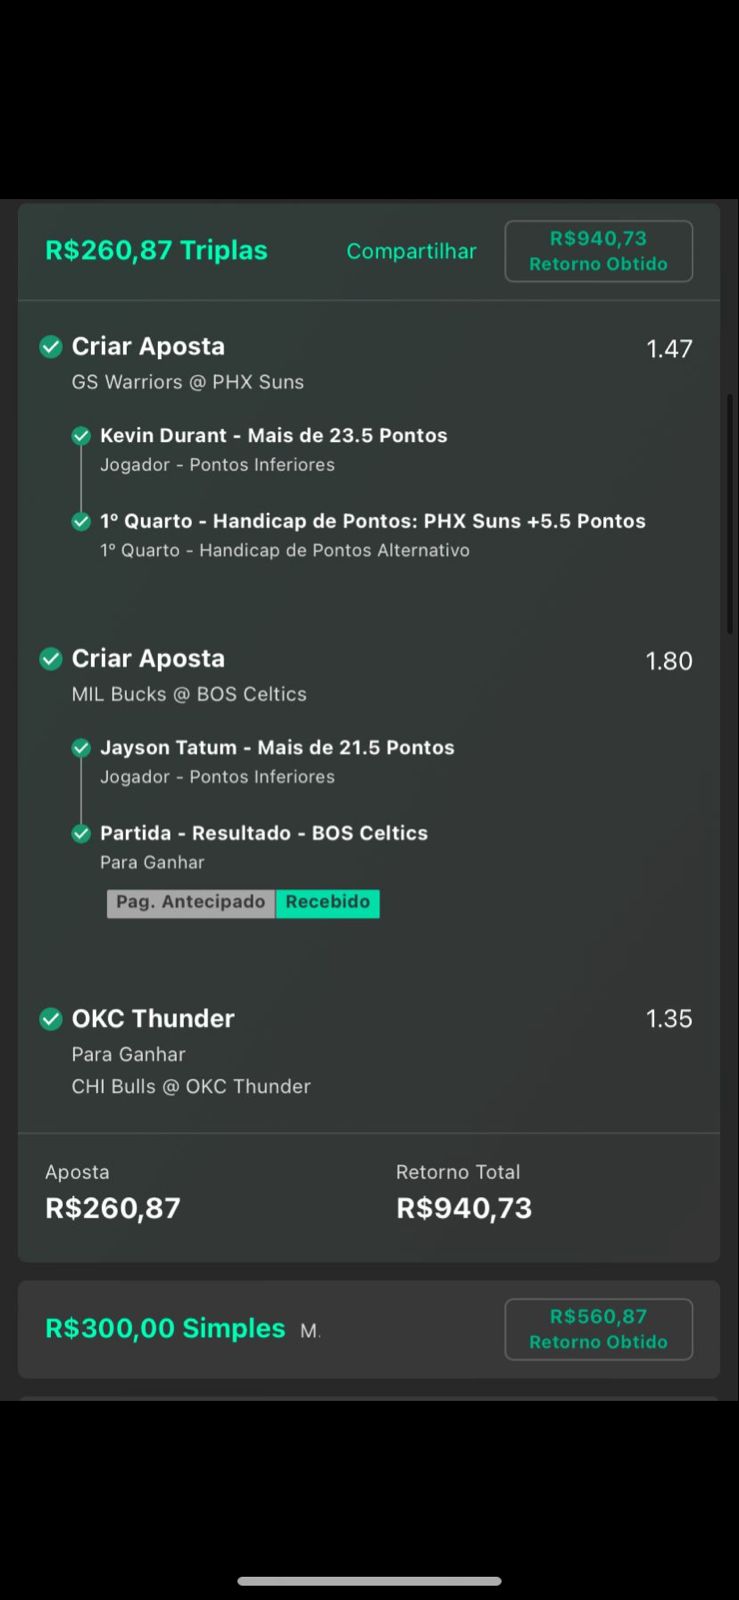 R$260,87 Triplas
Compartilhar
R$940,73
Retorno Obtido
Criar Aposta
1.47
GS Warriors @ PHX Suns
Kevin Durant - Mais de 23.5 Pontos
Jogador - Pontos Inferiores
1º Quarto - Handicap de Pontos: PHX Suns +5.5 Pontos
1º Quarto - Handicap de Pontos Alternativo
Criar Aposta
1.80
MIL Bucks @ BOS Celtics
Jayson Tatum - Mais de 21.5 Pontos
Jogador - Pontos Inferiores
Partida - Resultado - BOS Celtics
Para Ganhar
Pag. Antecipado Recebido
OKC Thunder
1.35
Para Ganhar
CHI Bulls @ OKC Thunder
Aposta
Retorno Total
R$260,87
R$940,73
R$300,00 Simples M.
R$560,87
Retorno Obtido